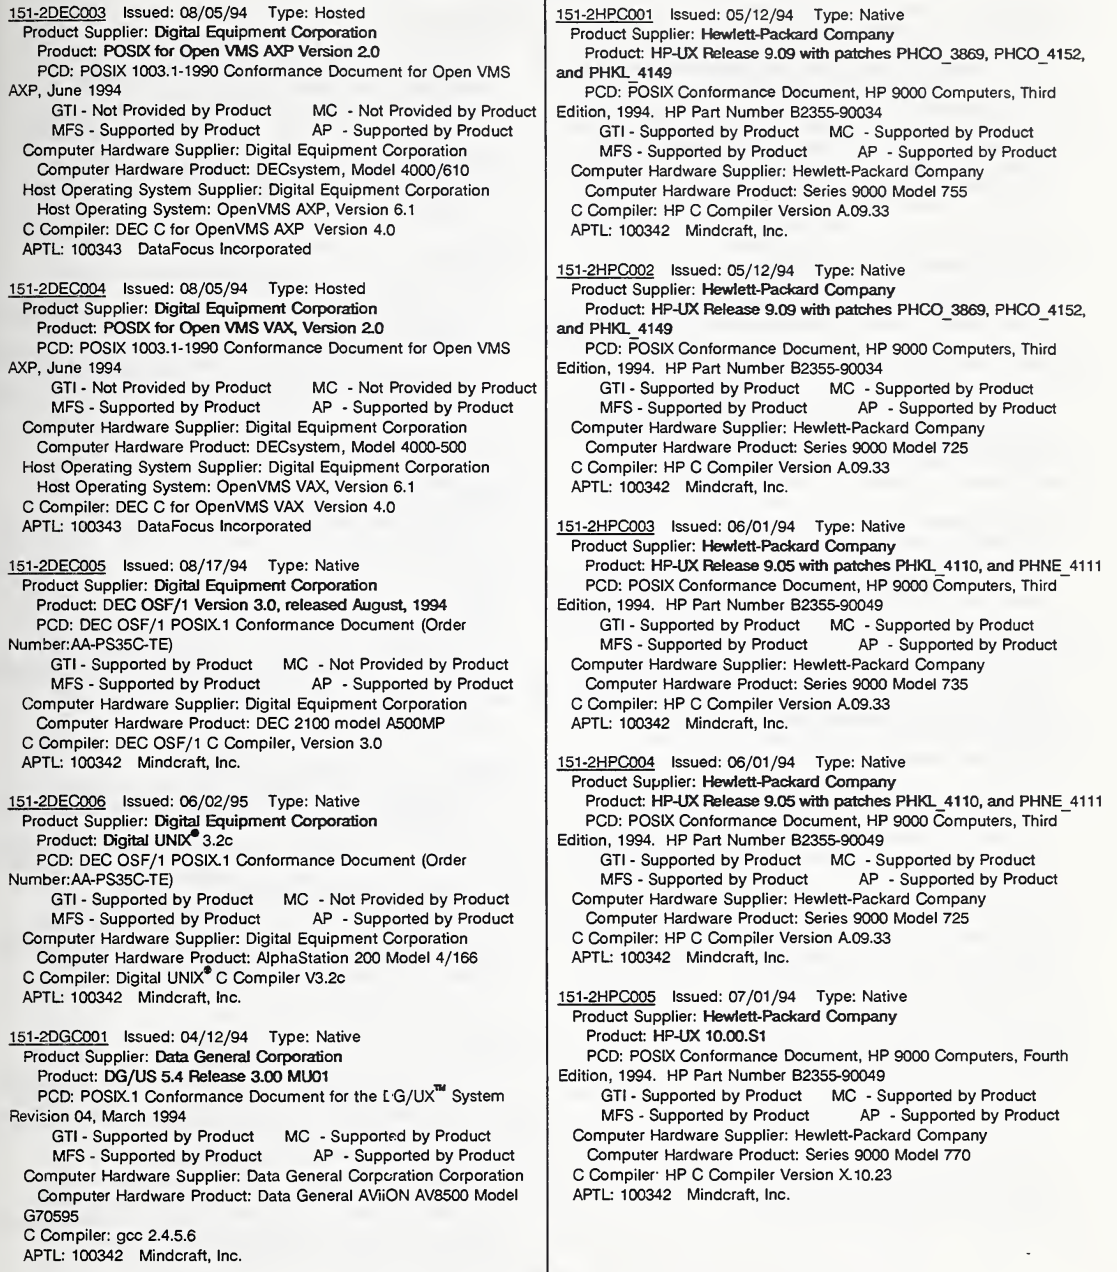 151-2DEC003 Issued: 08/05/94 Type: Hosted
Product Supplier: Digital Equipment Corporation
Product: POSIX for Open VMS AXP Version 2.0
PCD: POSIX 1003.1-1990 Conformance Document for Open VMS
AXP, June 1994
GTI - Not Provided by Product MC - Not Provided by Product
MFS - Supported by Product AP - Supported by Product
Computer Hardware Supplier: Digital Equipment Corporation
Computer Hardware Product: DECsystem, Model 4000/610
Host Operating System Supplier: Digital Equipment Corporation
Host Operating System: OpenVMS AXP, Version 6.1
C Compiler: DEC C for OpenVMS AXP Version 4.0
APTL: 100343 DataFocus Incorporated
151-2DEC004 Issued: 08/05/94 Type: Hosted
Product Supplier: Digital Equipment Corporation
Product: POSIX for Open VMS VAX, Version 2.0
PCD: POSIX 1003.1-1990 Conformance Document for Open VMS
AXP, June 1994
GTI - Not Provided by Product MC - Not Provided by Product
MFS - Supported by Product AP - Supported by Product
Computer Hardware Supplier: Digital Equipment Corporation
Computer Hardware Product: DECsystem, Model 4000-500
Host Operating System Supplier: Digital Equipment Corporation
Host Operating System: OpenVMS VAX, Version 6.1
C Compiler: DEC C for OpenVMS VAX Version 4.0
APTL: 100343 DataFocus Incorporated
151-2DEC005 Issued: 08/17/94 Type: Native
Product Supplier: Digital Equipment Corporation
Product: DEC OSF/1 Version 3.0, released August, 1994
PCD: DEC OSF/1 POSIX.1 Conformance Document (Order
Number:AA-PS35C-TE)
GTI - Supported by Product MC - Not Provided by Product
MFS - Supported by Product AP - Supported by Product
Computer Hardware Supplier: Digital Equipment Corporation
Computer Hardware Product: DEC 2100 model A500MP
C Compiler: DEC OSF/1 C Compiler, Version 3.0
APTL: 100342 Mindcraft, Inc.
151-2DEC006 Issued: 06/02/95 Type: Native
Product Supplier: Digital Equipment Corporation
Product: Digital UNIX® 3.2c
PCD: DEC OSF/1 POSIX.1 Conformance Document (Order
Number:AA-PS35C-TE)
GTI - Supported by Product MC - Not Provided by Product
MFS - Supported by Product AP - Supported by Product
Computer Hardware Supplier: Digital Equipment Corporation
Computer Hardware Product: AlphaStation 200 Model 4/166
C Compiler: Digital UNIX® C Compiler V3.2c
APTL: 100342 Mindcraft, Inc.
151-2DGC001 Issued: 04/12/94 Type: Native
Product Supplier: Data General Corporation
Product: DG/US 5.4 Release 3.00 MU01
PCD: POSIX.1 Conformance Document for the DG/UX™ System
Revision 04, March 1994
GTI - Supported by Product MC - Supported by Product
MFS - Supported by Product AP - Supported by Product
Computer Hardware Supplier: Data General Corporation Corporation
Computer Hardware Product: Data General AViiON AV8500 Model
G70595
C Compiler: gcc 2.4.5.6
APTL: 100342 Mindcraft, Inc.
151-2HPC001 Issued: 05/12/94 Type: Native
Product Supplier: Hewlett-Packard Company
Product: HP-UX Release 9.09 with patches PHCO_3869, PHCO_4152,
and PHKL_4149
PCD: POSIX Conformance Document, HP 9000 Computers, Third
Edition, 1994. HP Part Number B2355-90034
GTI - Supported by Product MC - Supported by Product
MFS - Supported by Product AP - Supported by Product
Computer Hardware Supplier: Hewlett-Packard Company
Computer Hardware Product: Series 9000 Model 755
C Compiler: HP C Compiler Version A.09.33
APTL: 100342 Mindcraft, Inc.
151-2HPC002 Issued: 05/12/94 Type: Native
Product Supplier: Hewlett-Packard Company
Product: HP-UX Release 9.09 with patches PHCO_3869, PHCO_4152,
and PHKL_4149
PCD: POSIX Conformance Document, HP 9000 Computers, Third
Edition, 1994. HP Part Number B2355-90034
GTI - Supported by Product MC - Supported by Product
MFS - Supported by Product AP - Supported by Product
Computer Hardware Supplier: Hewlett-Packard Company
Computer Hardware Product: Series 9000 Model 725
C Compiler: HP C Compiler Version A.09.33
APTL: 100342 Mindcraft, Inc.
151-2HPC003 Issued: 06/01/94 Type: Native
Product Supplier: Hewlett-Packard Company
Product: HP-UX Release 9.05 with patches PHKL_4110, and PHNE_4111
PCD: POSIX Conformance Document, HP 9000 Computers, Third
Edition, 1994. HP Part Number B2355-90049
GTI - Supported by Product MC - Supported by Product
MFS - Supported by Product AP - Supported by Product
Computer Hardware Supplier: Hewlett-Packard Company
Computer Hardware Product: Series 9000 Model 735
C Compiler: HP C Compiler Version A.09.33
APTL: 100342 Mindcraft, Inc.
151-2HPC004 Issued: 06/01/94 Type: Native
Product Supplier: Hewlett-Packard Company
Product: HP-UX Release 9.05 with patches PHKL_4110, and PHNE_4111
PCD: POSIX Conformance Document, HP 9000 Computers, Third
Edition, 1994. HP Part Number B2355-90049
GTI - Supported by Product MC - Supported by Product
MFS - Supported by Product AP - Supported by Product
Computer Hardware Supplier: Hewlett-Packard Company
Computer Hardware Product: Series 9000 Model 725
C Compiler: HP C Compiler Version A.09.33
APTL: 100342 Mindcraft, Inc.
151-2HPC005 Issued: 07/01/94 Type: Native
Product Supplier: Hewlett-Packard Company
Product: HP-UX 10.00.S1
PCD: POSIX Conformance Document, HP 9000 Computers, Fourth
Edition, 1994. HP Part Number B2355-90049
GTI - Supported by Product MC - Supported by Product
MFS - Supported by Product AP - Supported by Product
Computer Hardware Supplier: Hewlett-Packard Company
Computer Hardware Product: Series 9000 Model 770
C Compiler: HP C Compiler Version X.10.23
APTL: 100342 Mindcraft, Inc.